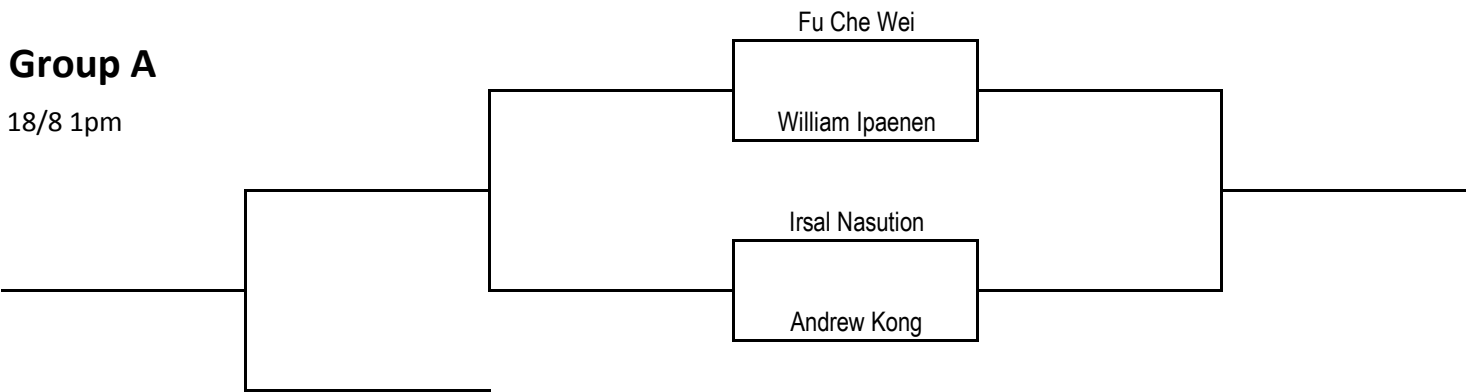 Group A
18/8 1pm
Fu Che Wei
William Ipaenen
Irsal Nasution
Andrew Kong